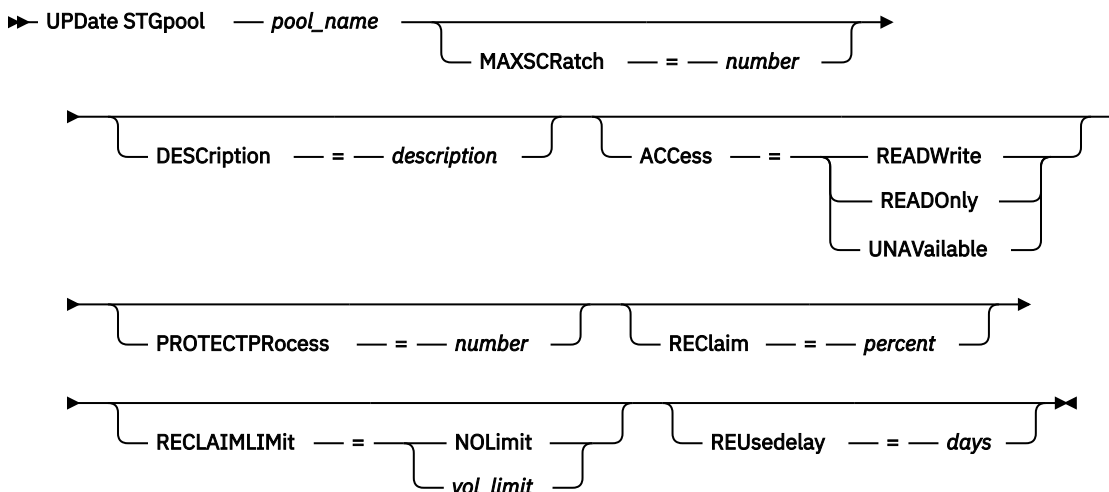 UPDate STGpool pool_name
MAXSCRatch = number
DESCription = description ACCess = READWrite
READOnly
UNAVailable
PROTECTPRocess = number REClaim = percent
RECLAIMLIMit = NOLimit REUsedelay = days
vol_limit